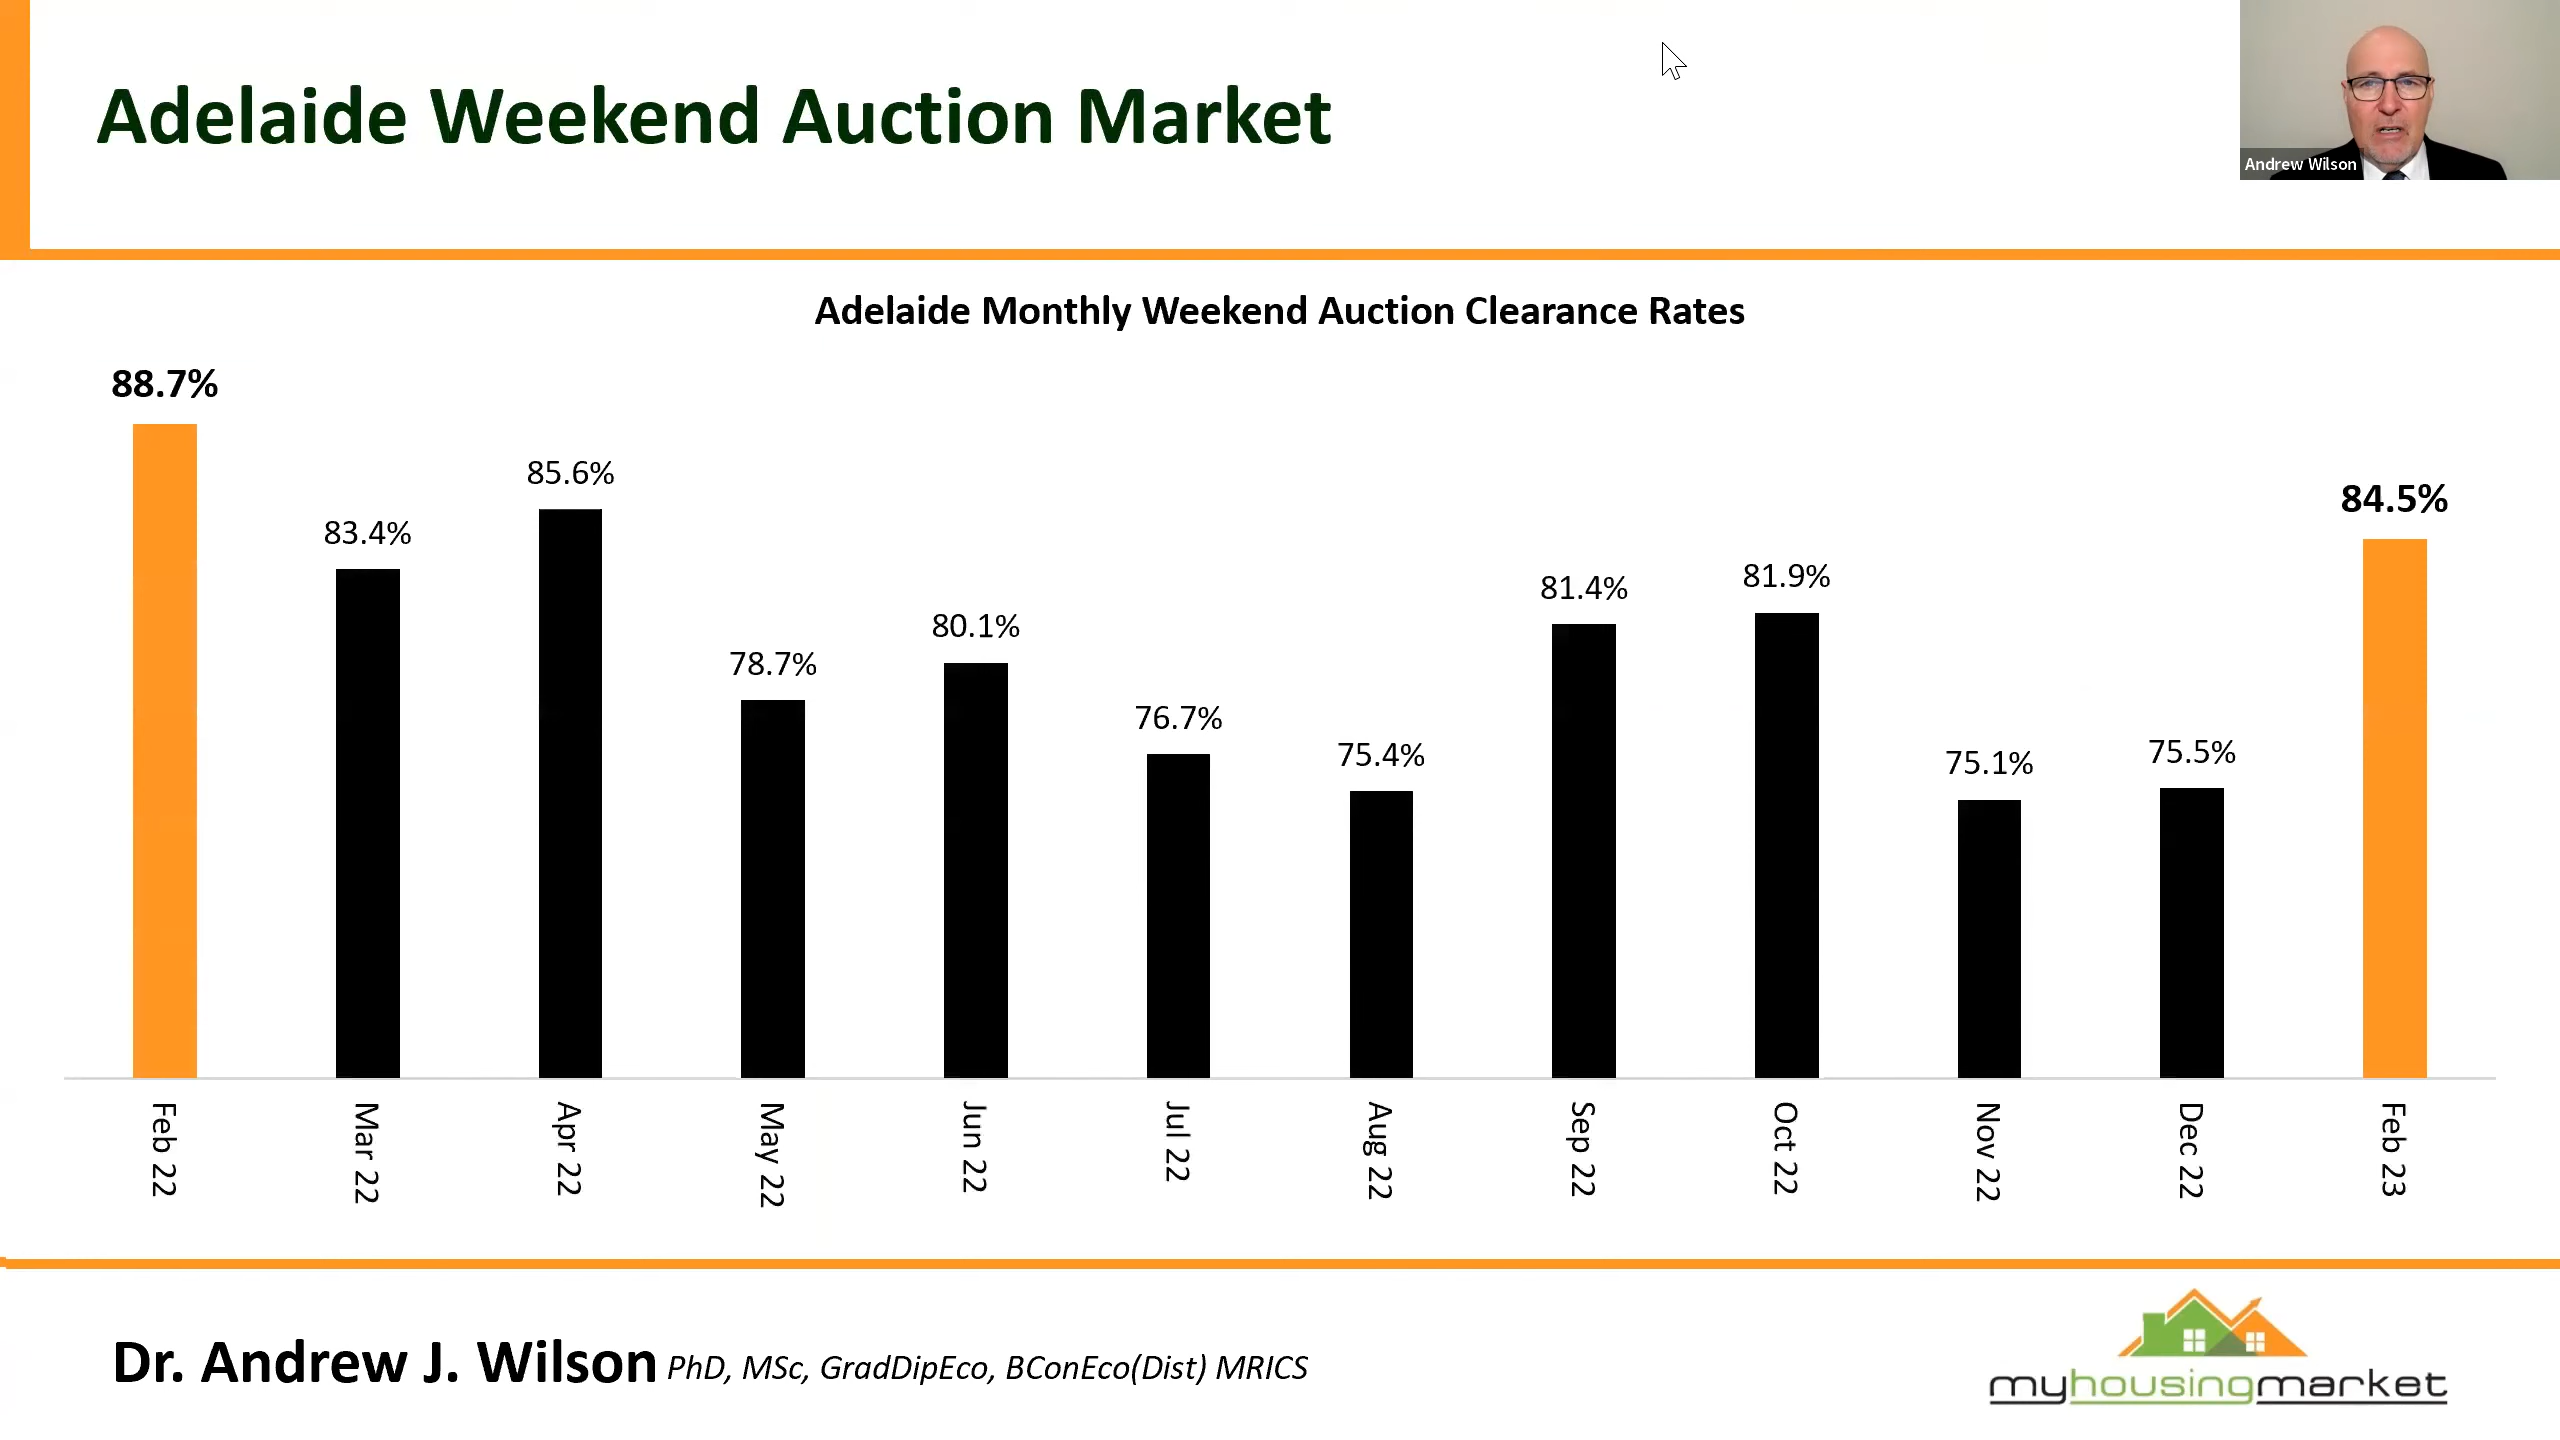 Adelaide Weekend Auction Market
Andrew Wilson
Adelaide Monthly Weekend Auction Clearance Rates
88.7%
83.4%
85.6%
78.7%
80.1%
76.7%
75.4%
81.4%
81.9%
75.1%
75.5%
84.5%
Feb 22
Mar 22
Apr 22
May 22
Jun 22
Jul 22
Aug 22
Sep 22
Oct 22
Nov 22
Dec 22
Feb 23
Dr. Andrew J. Wilson PhD, MSc, GradDipEco, BConEco(Dist) MRICS
myhousingmarket